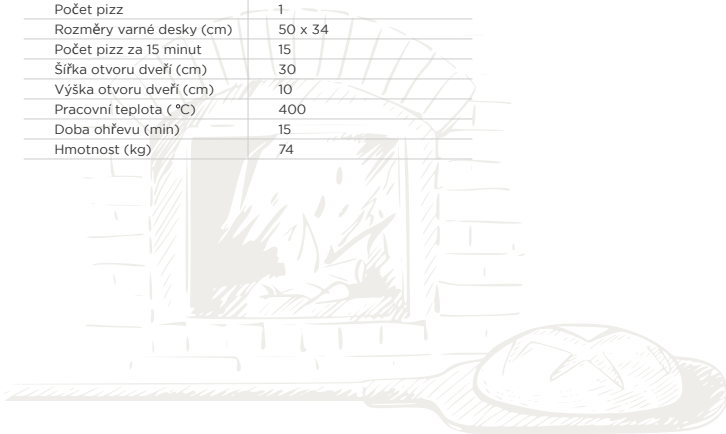 Počet pizz 1
Rozměry varné desky (cm) 50 x 34
Počet pizz za 15 minut 15
Šířka otvoru dveří (cm) 30
Výška otvoru dveří (cm) 10
Pracovní teplota ( °C) 400
Doba ohřevu (min) 15
Hmotnost (kg) 74